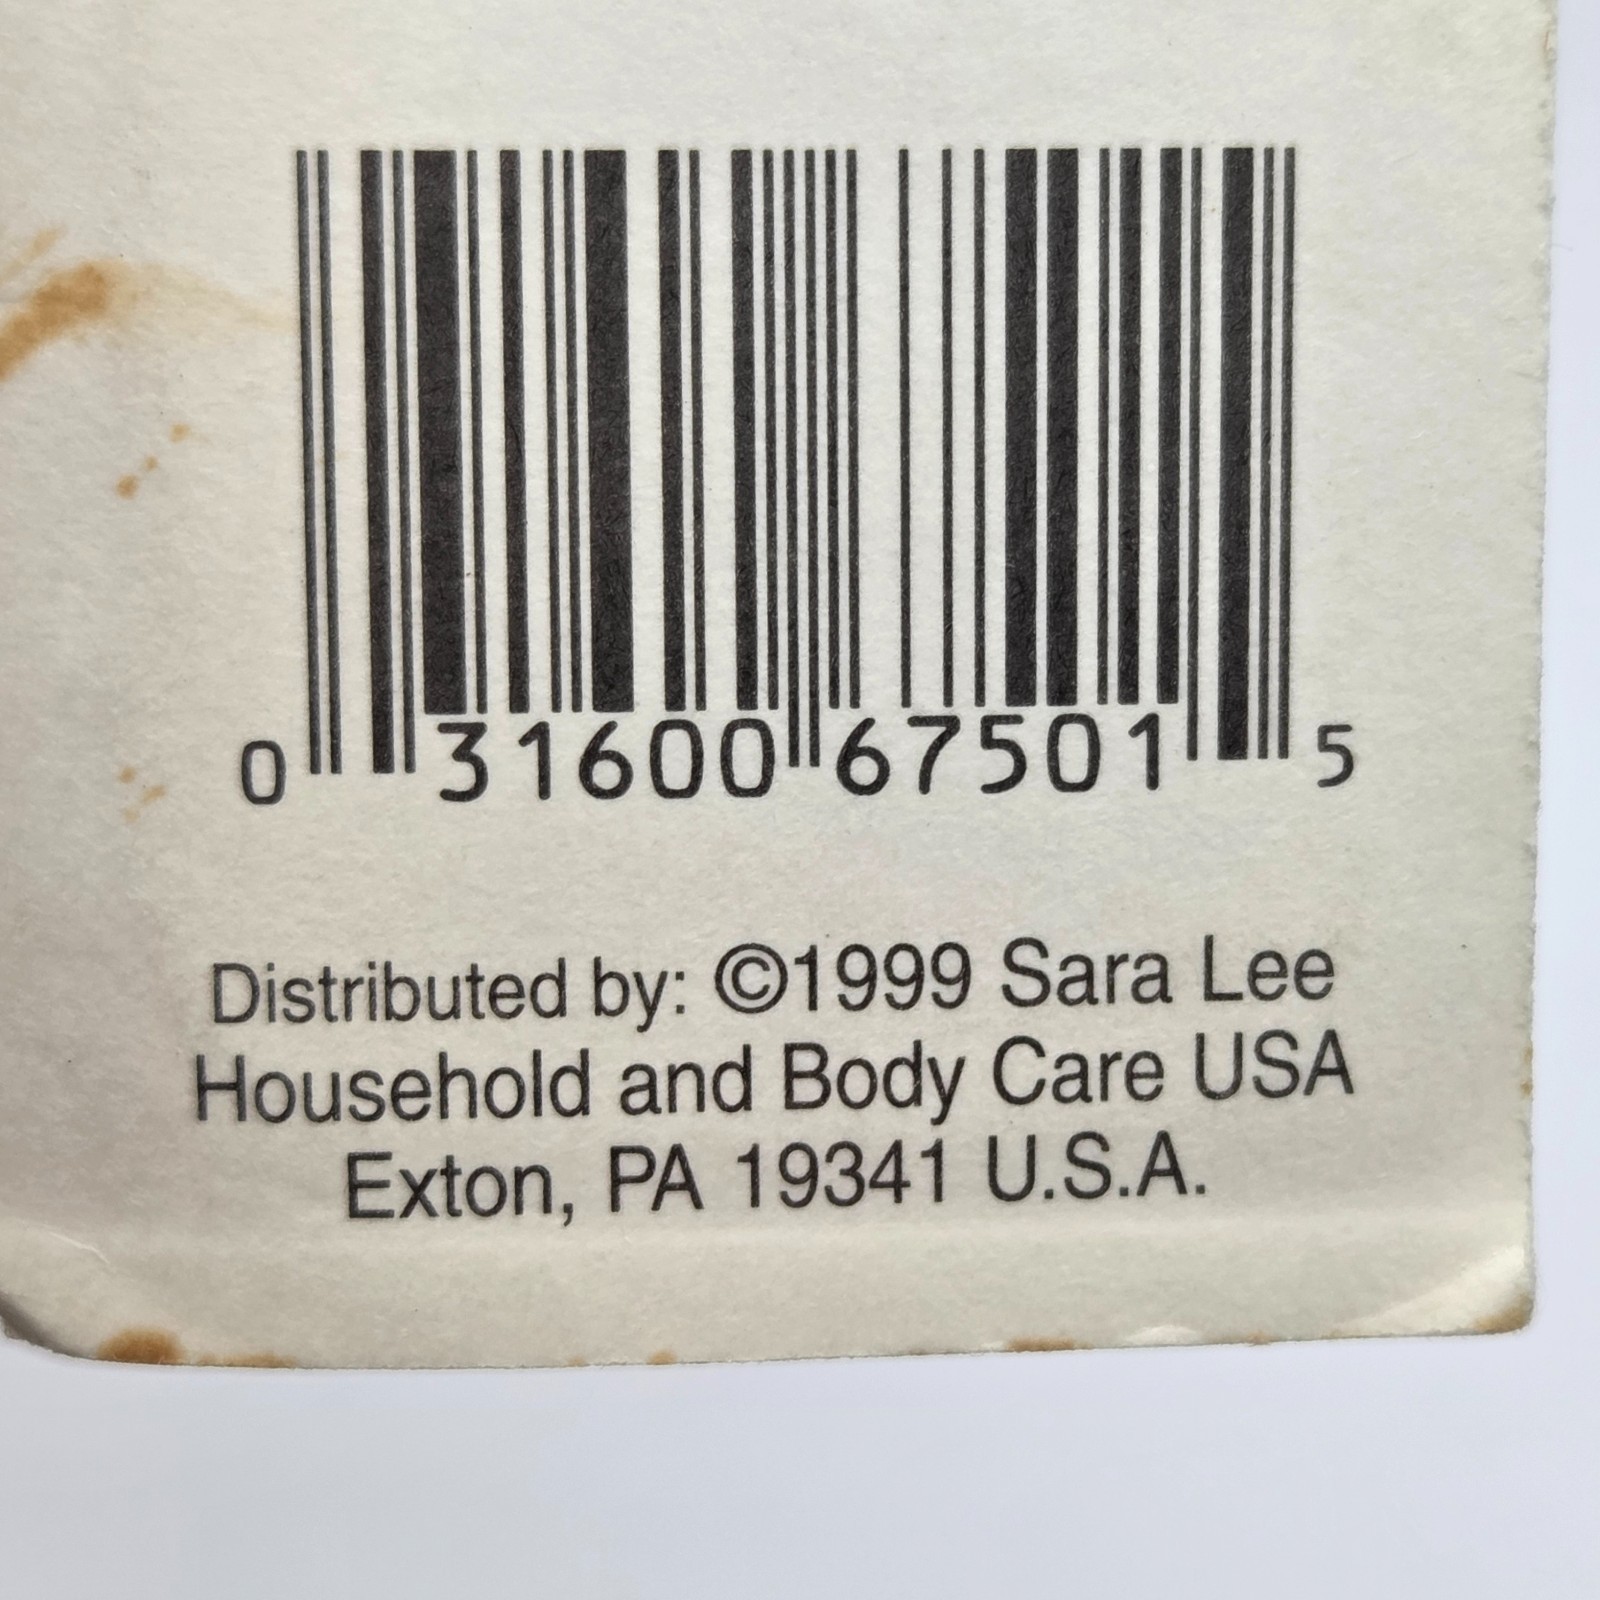 0 31600 67501 5
Distributed by: ©1999 Sara Lee
Household and Body Care USA
Exton, PA 19341 U.S.A.